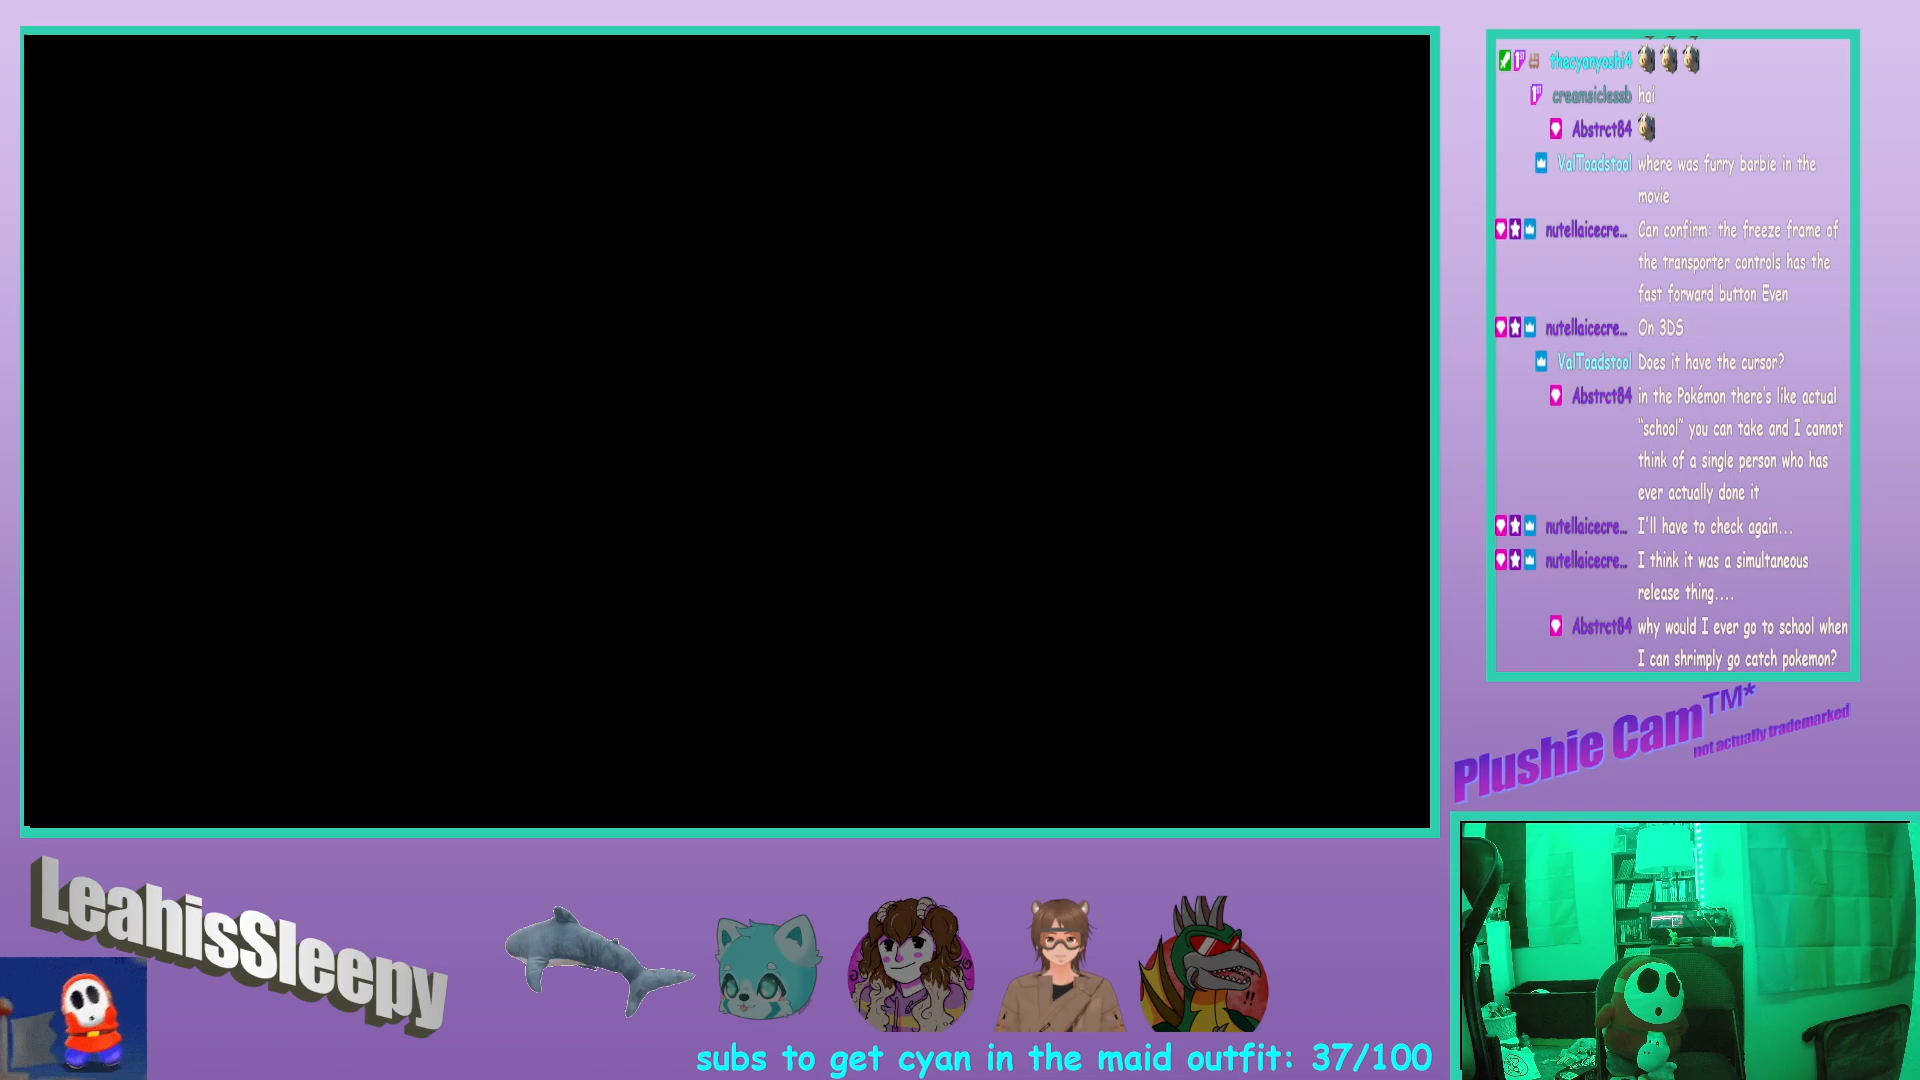 thecyanyoshi4
creamsiclessb hai
Abstrct84
ValToadstool where was furry barbie in the
movie
nutellaicecre... Can confirm: the freeze frame of
the transporter controls has the
fast forward button Even
nutellaicecre... On 3DS
ValToadstool Does it have the cursor?
Abstrct84 in the Pokémon there's like actual
“school” you can take and I cannot
think of a single person who has
ever actually done it
nutellaicecre... I'll have to check again...
nutellaicecre... I think it was a simultaneous
release thing....
Abstrct84 why would I ever go to school when
I can shrimply go catch pokemon?
Plushie Cam™*
not actually trademarked
LeahisSleepy
subs to get cyan in the maid outfit: 37/100